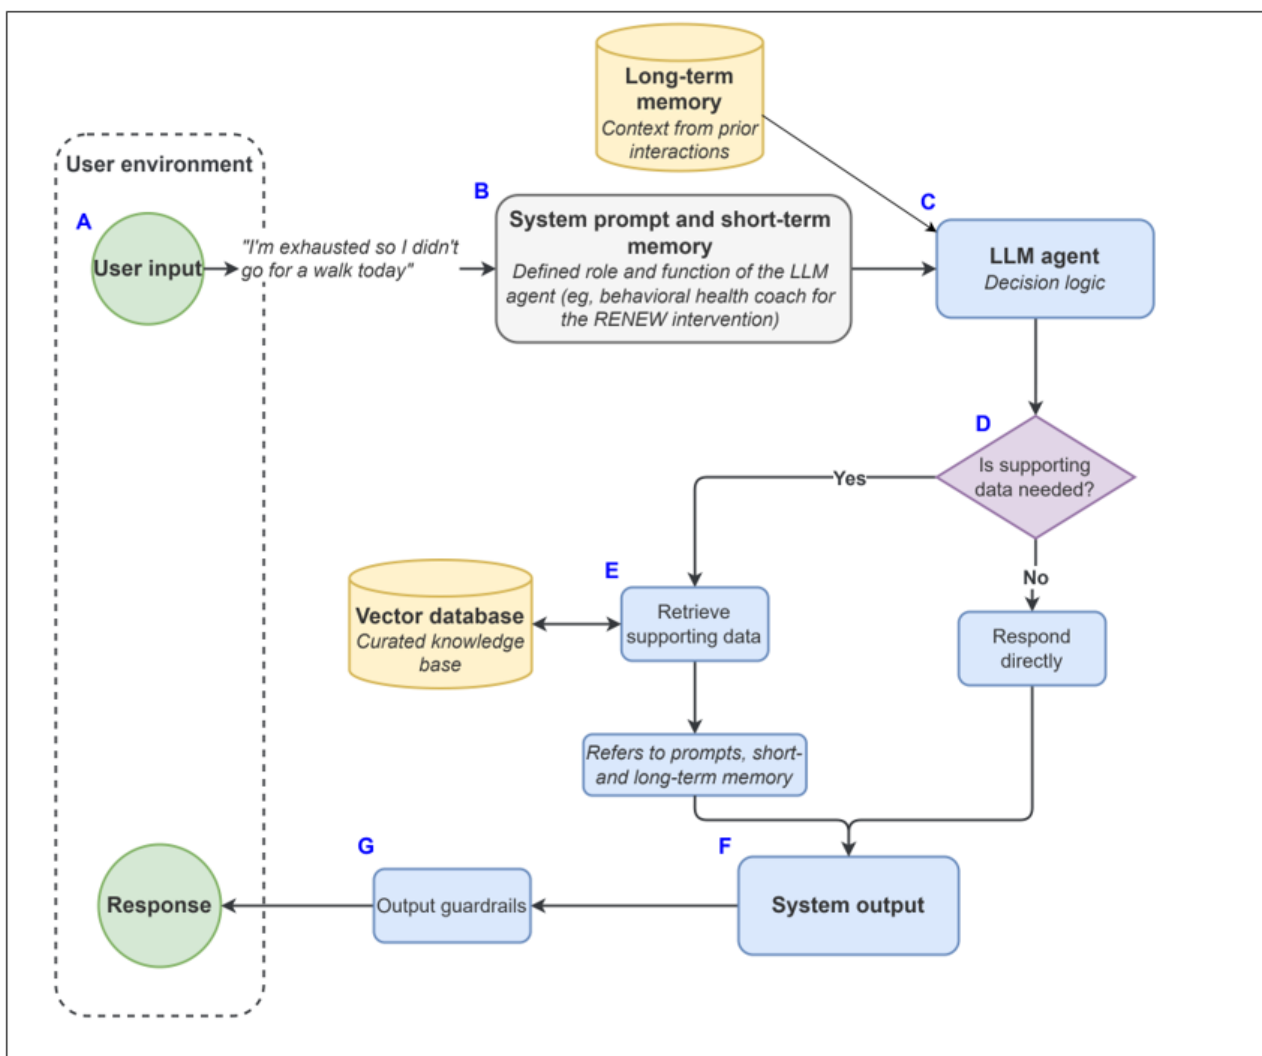 Long-term
memory
Context from prior
interactions
User environment
A
User input
"I'm exhausted so I didn't
go for a walk today"
B
System prompt and short-term
memory
Defined role and function of the LLM
agent (eg, behavioral health coach for
the RENEW intervention)
C
LLM agent
Decision logic
D
Is supporting
data needed?
Yes
No
E
Retrieve
supporting data
Vector database
Curated knowledge
base
Respond
directly
Refers to prompts, short-
and long-term memory
F
System output
G
Output guardrails
Response